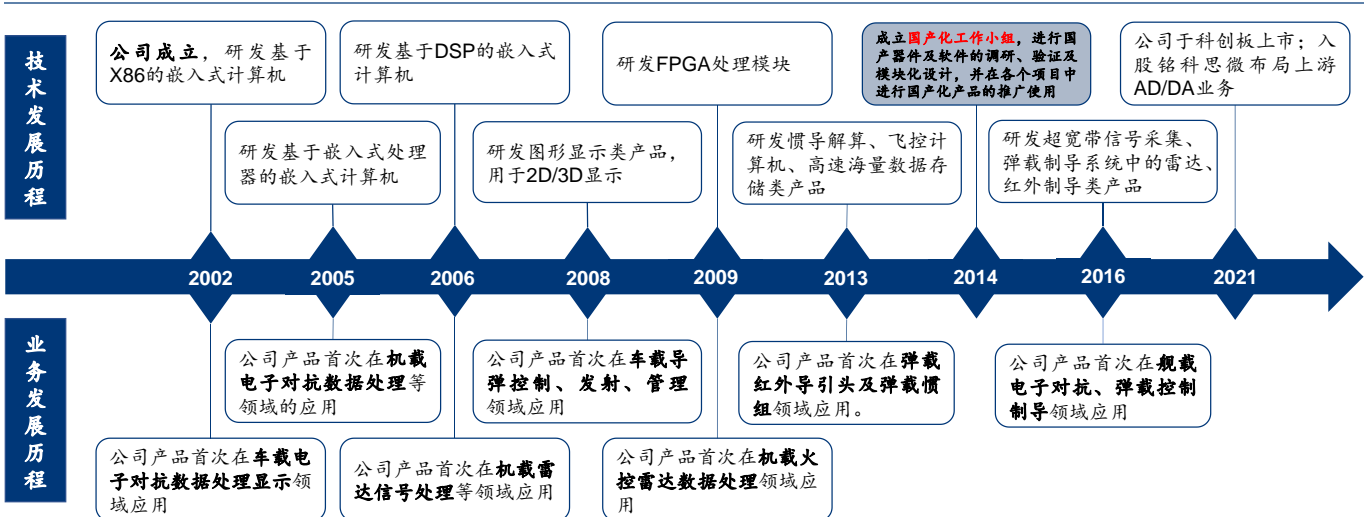 技术发展历程
公司成立，研发基于
X86的嵌入式计算机
研发基于DSP的嵌入式
计算机
研发FPGA处理模块
成立国产化工作小组，进行国
产器件及软件的调研、验证及
模块化设计，并在各个项目中
进行国产化产品的推广使用
公司于科创板上市；入
股铭科思微布局上游
AD/DA业务
研发基于嵌入式处理
器的嵌入式计算机
研发图形显示类产品，
用于2D/3D显示
研发惯导解算、飞控计
算机、高速海量数据存
储类产品
研发超宽带信号采集、
弹载制导系统中的雷达、
红外制导类产品
2002
2005
2006
2008
2009
2013
2014
2016
2021
业务发展历程
公司产品首次在机载
电子对抗数据处理等
领域的应用
公司产品首次在车载导
弹控制、发射、管理
领域应用
公司产品首次在弹载
红外导引头及弹载惯
组领域应用。
公司产品首次在舰载
电子对抗、弹载控制
制导领域应用
公司产品首次在车载电
子对抗数据处理显示领
域应用
公司产品首次在机载雷
达信号处理等领域应用
公司产品首次在机载火
控雷达数据处理领域应
用